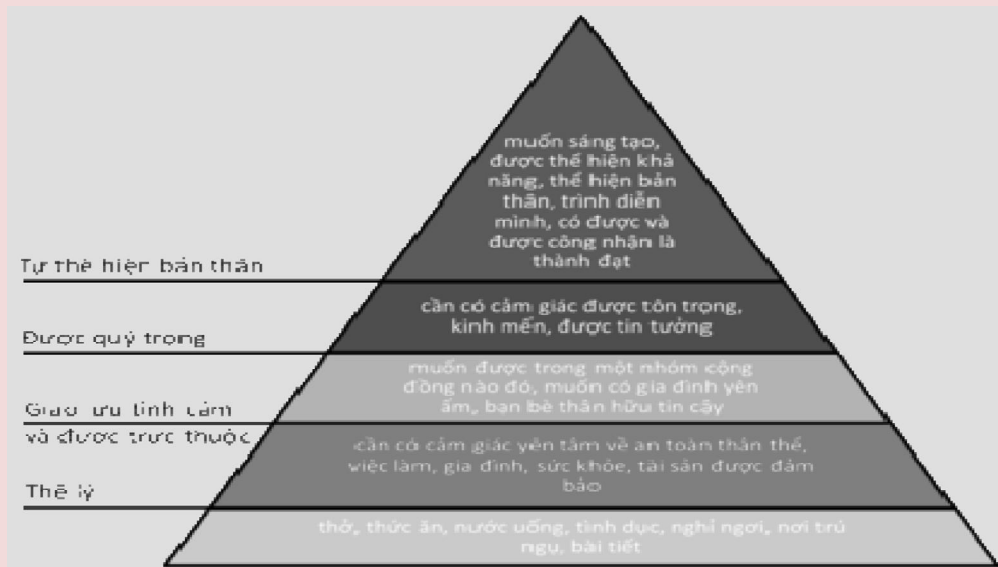 muốn sáng tạo,
được thể hiện khả
năng, thể hiện bản
thân, trình diễn
mình, có được và
được công nhận là
thành đạt
Tự thể hiện bản thân
cần có cảm giác được tôn trọng,
kính mến, được tin tưởng
Được quý trọng
muốn được trong một nhóm cộng
đồng nào đó, muốn có gia đình yên
ấm, bạn bè thân hữu tin cậy
Giao lưu tình cảm
và được trực thuộc
cần có cảm giác yên tâm về an toàn thân thể,
việc làm, gia đình, sức khỏe, tài sản được đảm
bảo
Thể lý
thở, thức ăn, nước uống, tình dục, nghỉ ngơi, nơi trú
ngụ, bài tiết